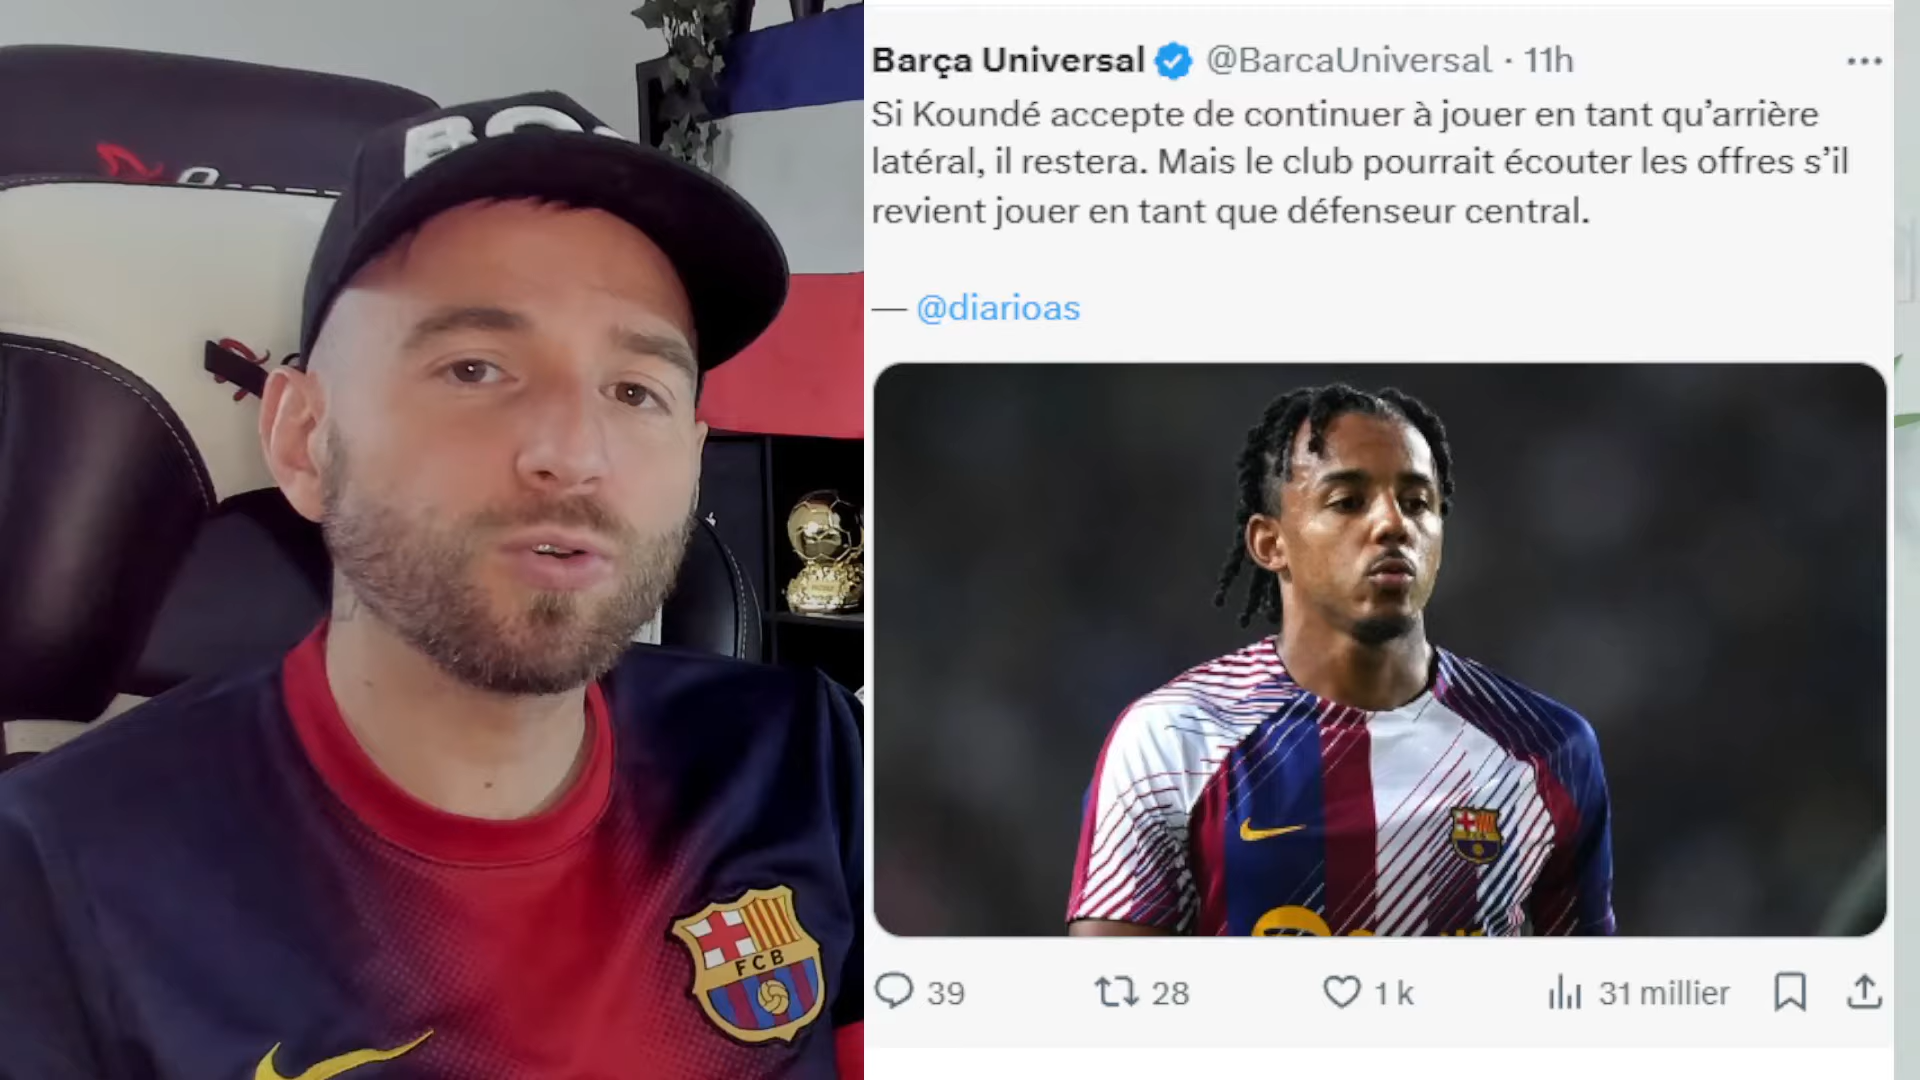 Barça Universal @BarcaUniversal · 11h
Si Koundé accepte de continuer à jouer en tant qu’arrière
latéral, il restera. Mais le club pourrait écouter les offres s’il
revient jouer en tant que défenseur central.
— @diarioas
39 28 1 k 31 millier
FCB